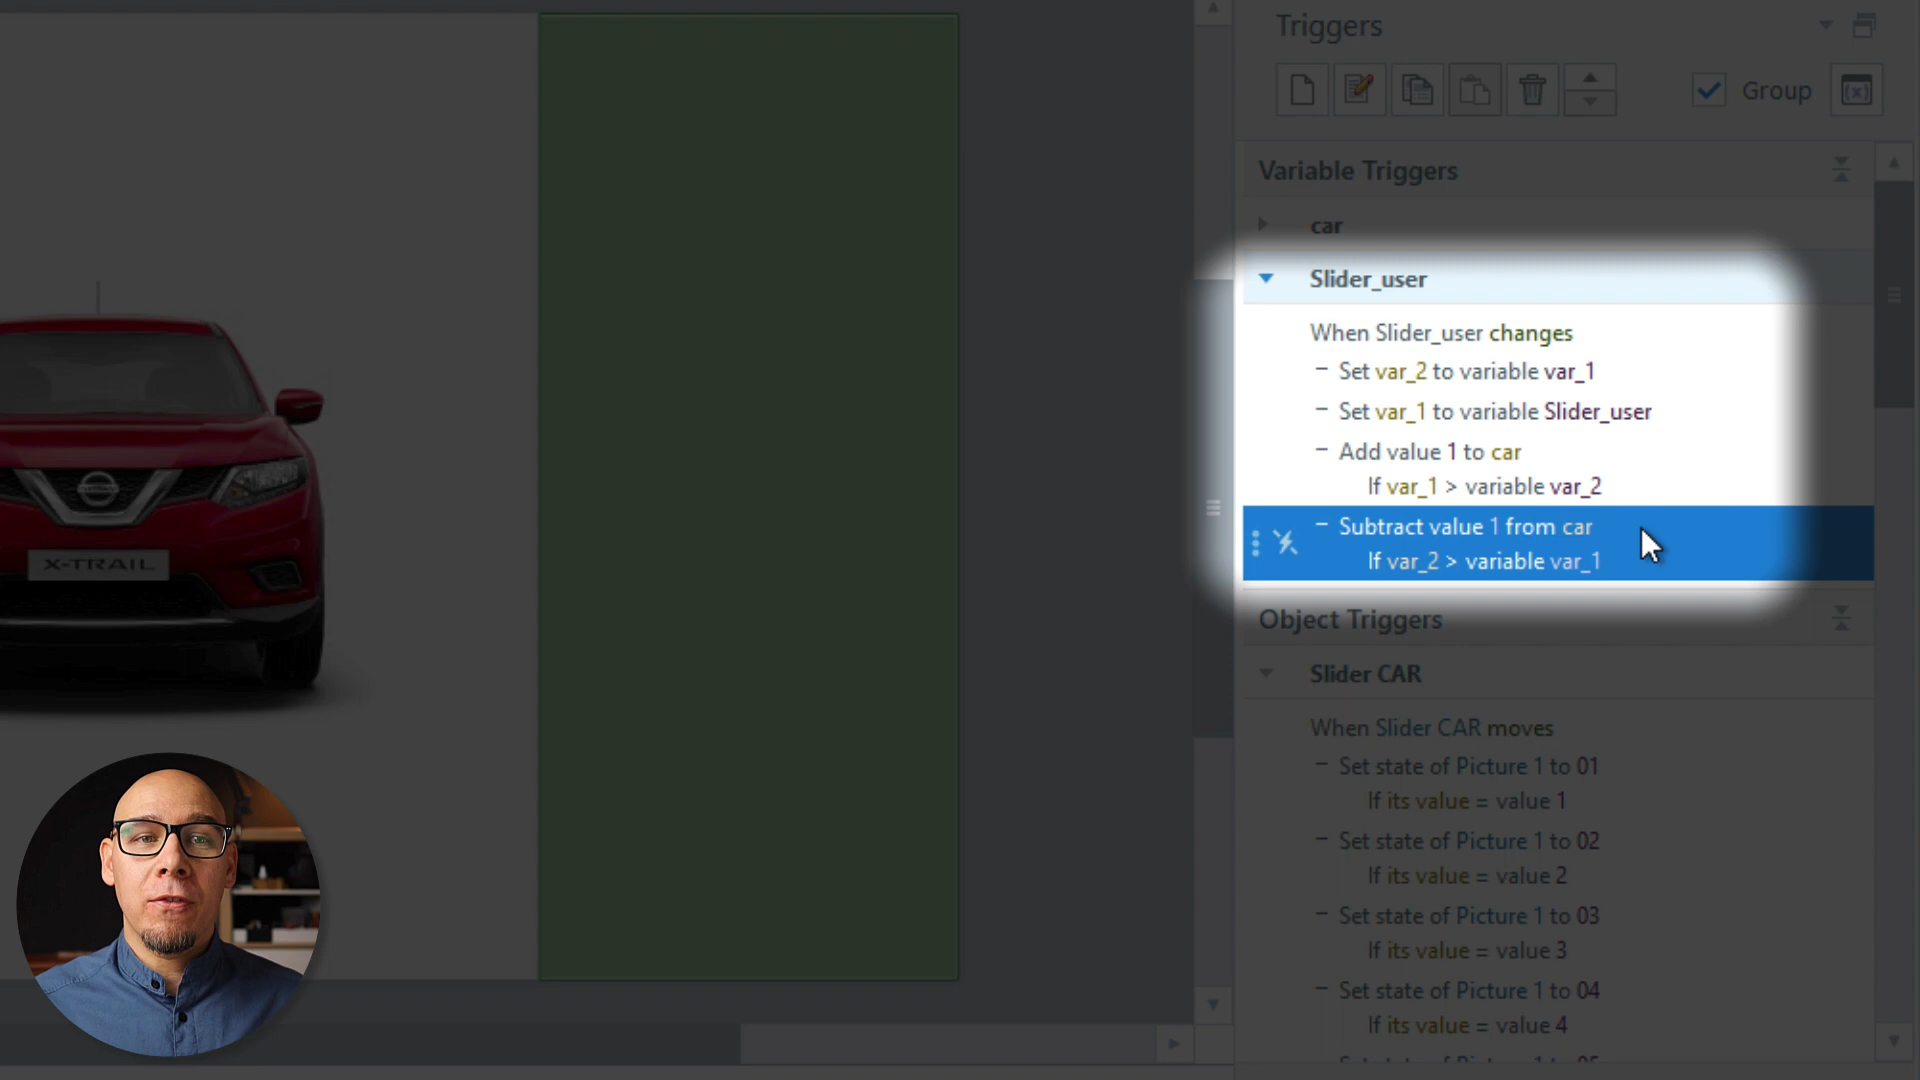 Triggers
Group
(x)
Variable Triggers
car
Slider_user
When Slider_user changes
- Set var_2 to variable var_1
- Set var_1 to variable Slider_user
- Add value 1 to car
If var_1 > variable var_2
- Subtract value 1 from car
If var_2 > variable var_1
Object Triggers
Slider CAR
When Slider CAR moves
- Set state of Picture 1 to 01
If its value = value 1
- Set state of Picture 1 to 02
If its value = value 2
- Set state of Picture 1 to 03
If its value = value 3
- Set state of Picture 1 to 04
If its value = value 4
X-TRAIL